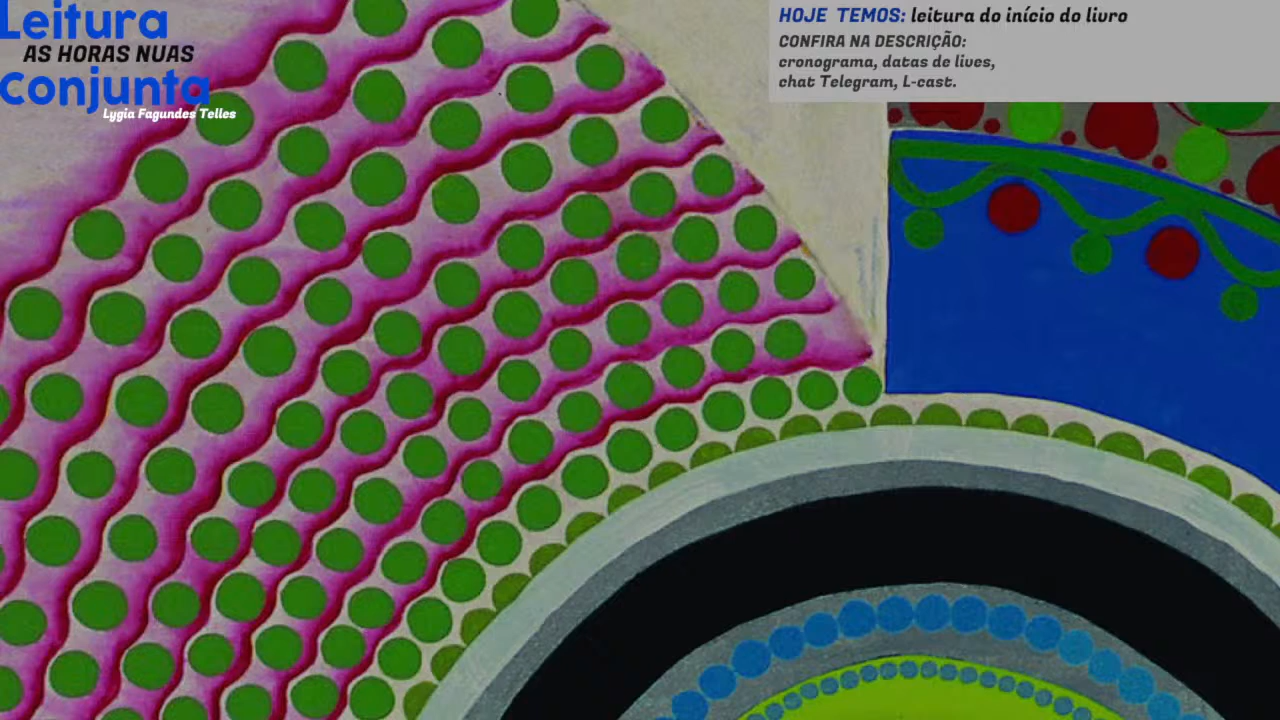 Leitura
AS HORAS NUAS
Conjunta
Lygia Fagundes Telles
HOJE TEMOS: leitura do início do livro
CONFIRA NA DESCRIÇÃO:
cronograma, datas de lives,
chat Telegram, L-cast.